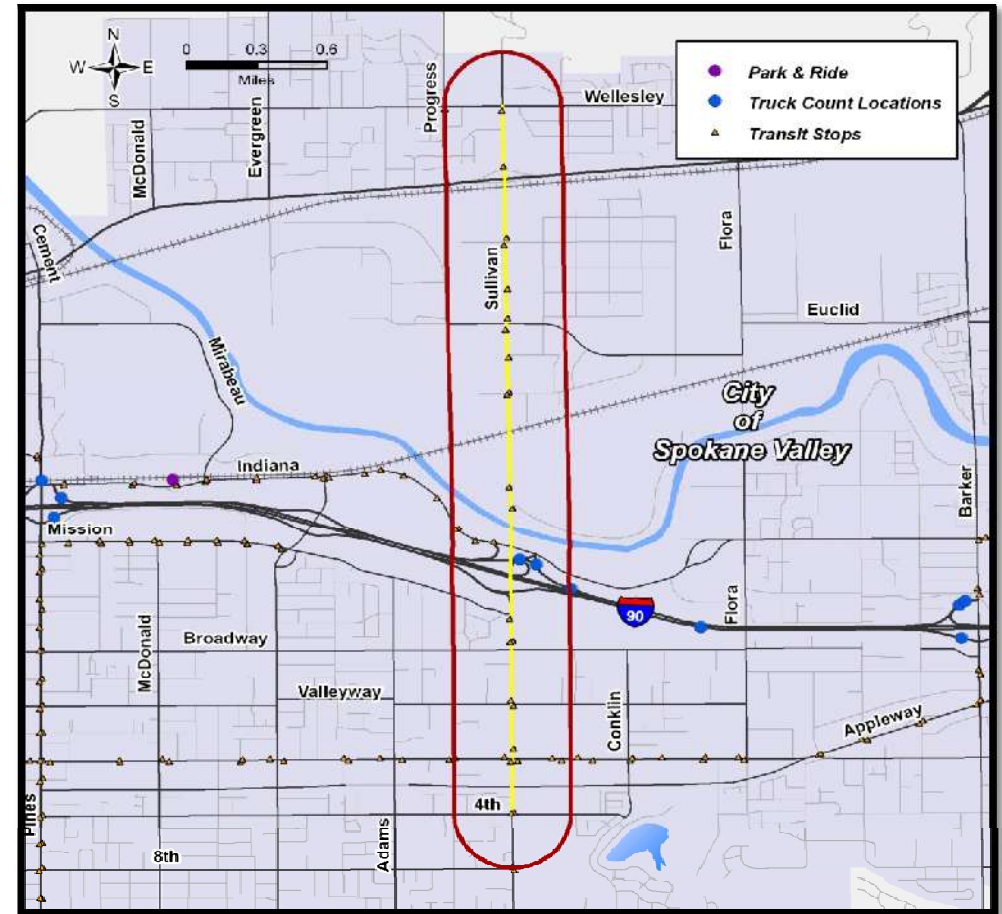 N
W E
S
0 0.3 0.6
Miles
Park & Ride
Truck Count Locations
Transit Stops
Progress
Wellesley
McDonald
Evergreen
Cement
Sullivan
Flora
Euclid
Mirabeau
City
of
Spokane Valley
Indiana
Barker
Mission
90
Flora
McDonald
Broadway
Valleyway
Conklin
Appleway
Pines
4th
Adams
8th